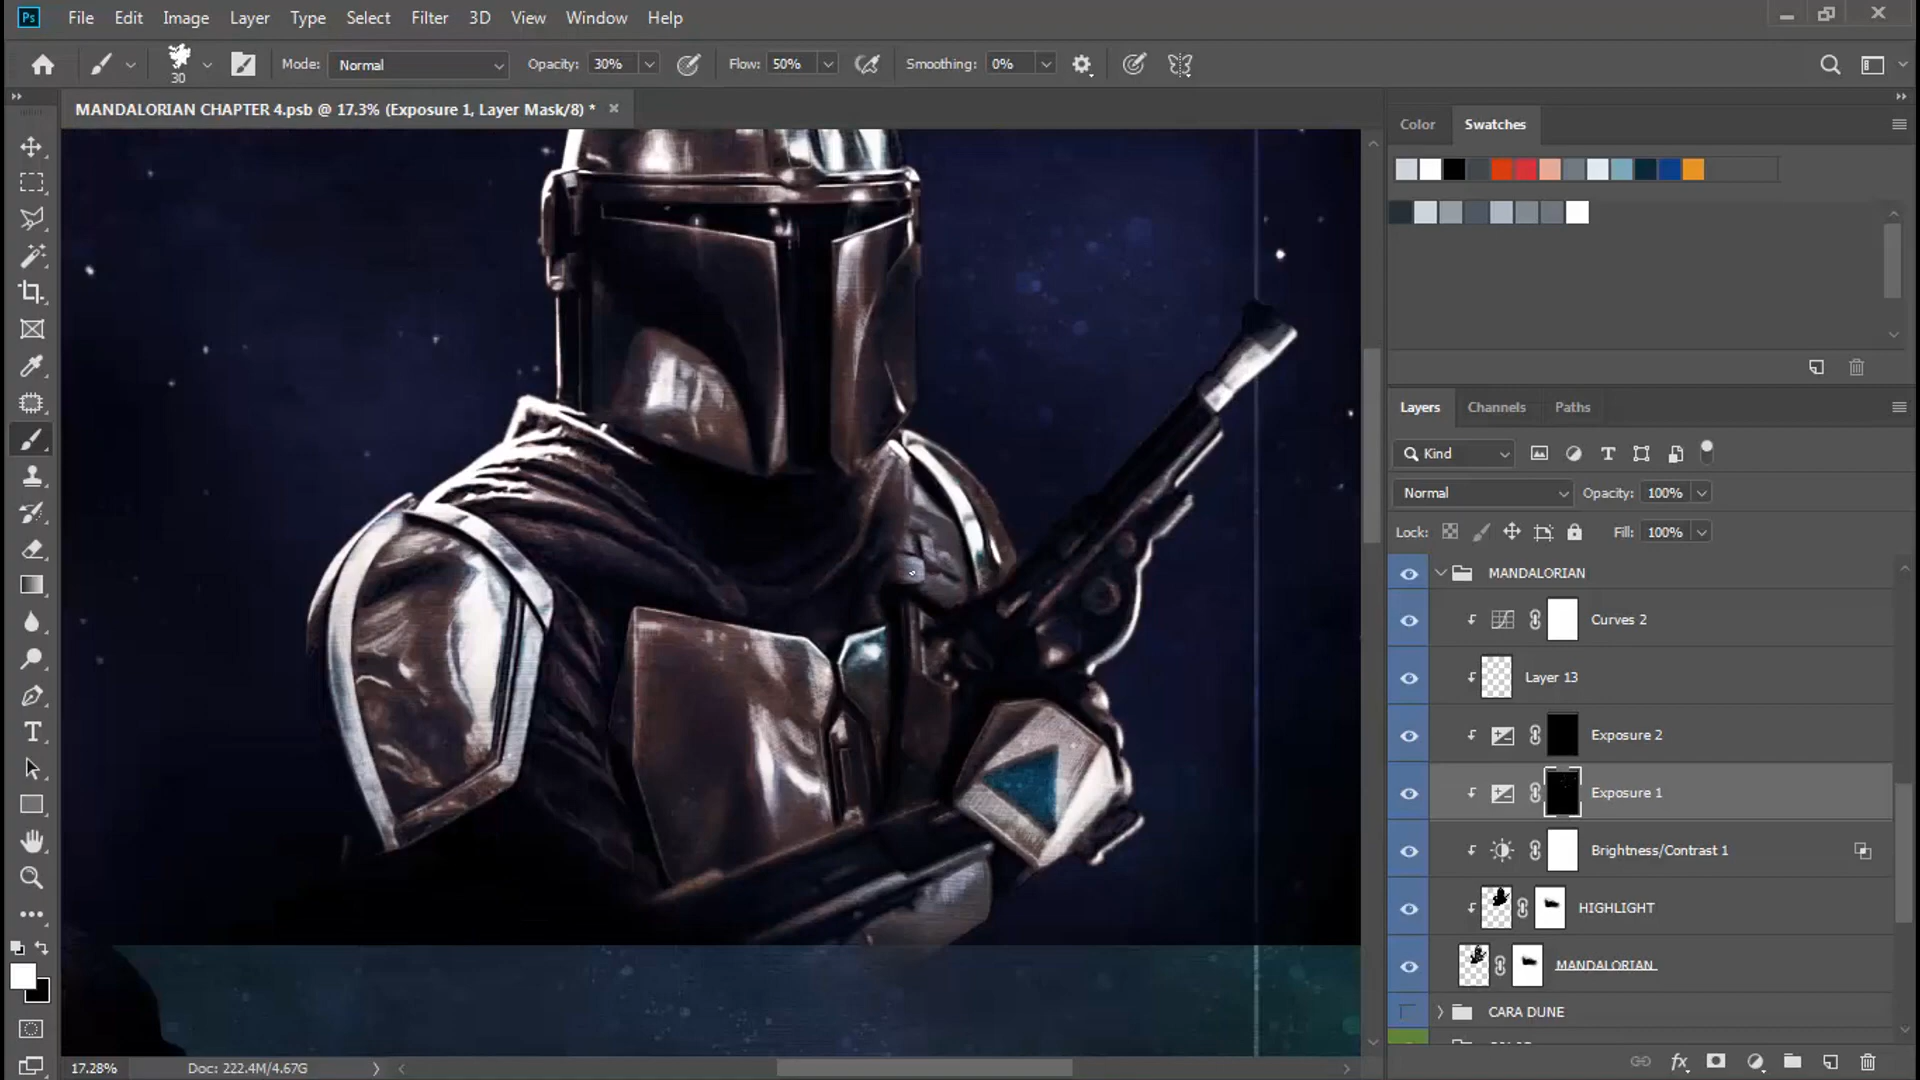 Ps File Edit Image Layer Type Select Filter 3D View Window Help
30 Mode: Normal Opacity: 30% Flow: 50% Smoothing: 0%
MANDALORIAN CHAPTER 4.psb @ 17.3% (Exposure 1, Layer Mask/8) *
Color Swatches
Layers Channels Paths
Kind
Normal Opacity: 100%
Lock: Fill: 100%
MANDALORIAN
Curves 2
Layer 13
Exposure 2
Exposure 1
Brightness/Contrast 1
HIGHLIGHT
MANDALORIAN
CARA DUNE
17.28% Doc: 222.4M/4.67G